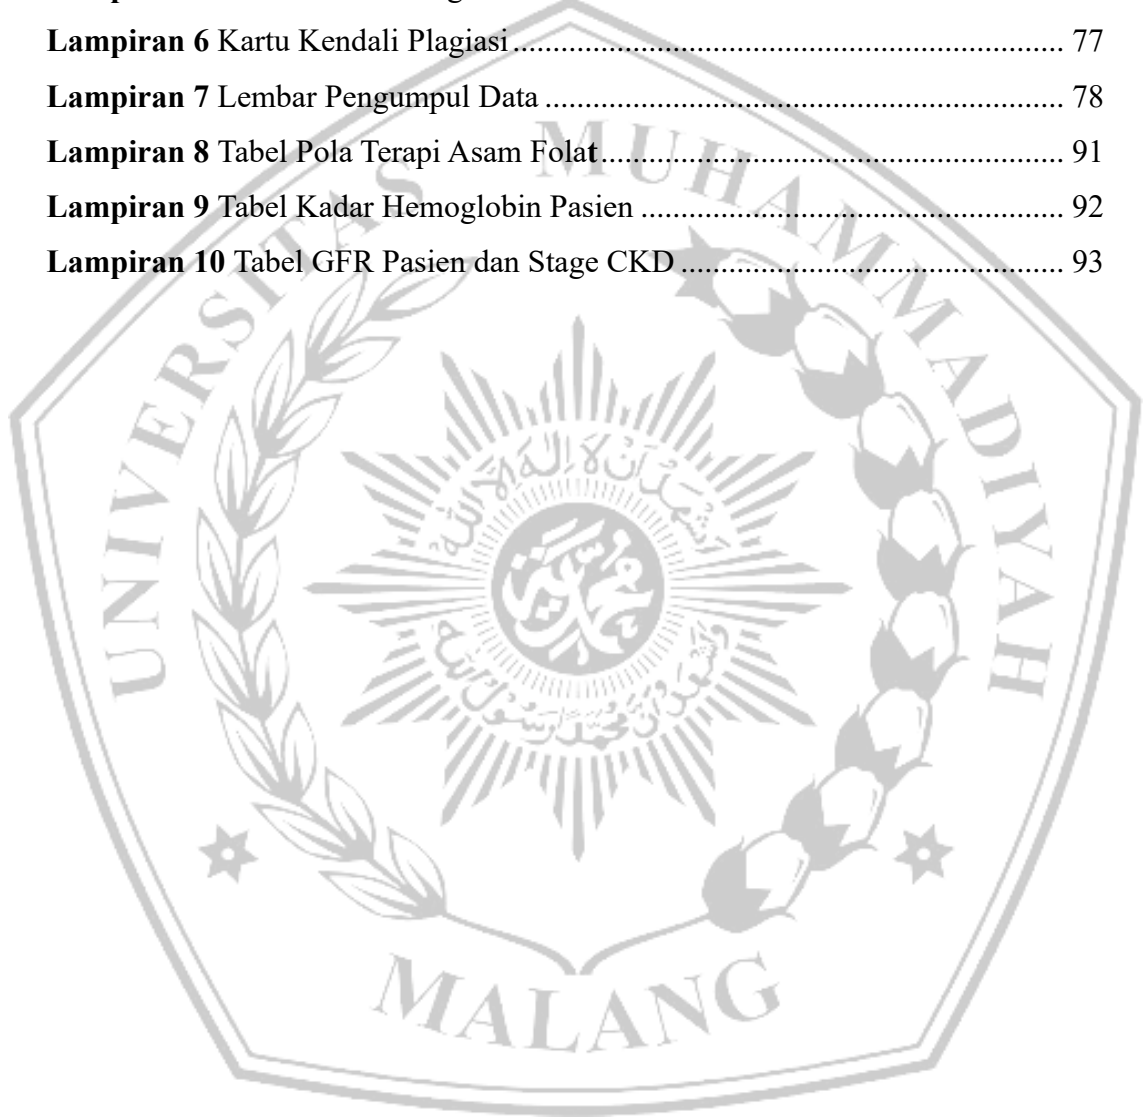 Lampiran 6 Kartu Kendali Plagiasi ........ 77
Lampiran 7 Lembar Pengumpul Data ........ 78
Lampiran 8 Tabel Pola Terapi Asam Folat ........ 91
Lampiran 9 Tabel Kadar Hemoglobin Pasien ........ 92
Lampiran 10 Tabel GFR Pasien dan Stage CKD ........ 93
UNIVERSITAS MUHAMMADIYAH
MALANG